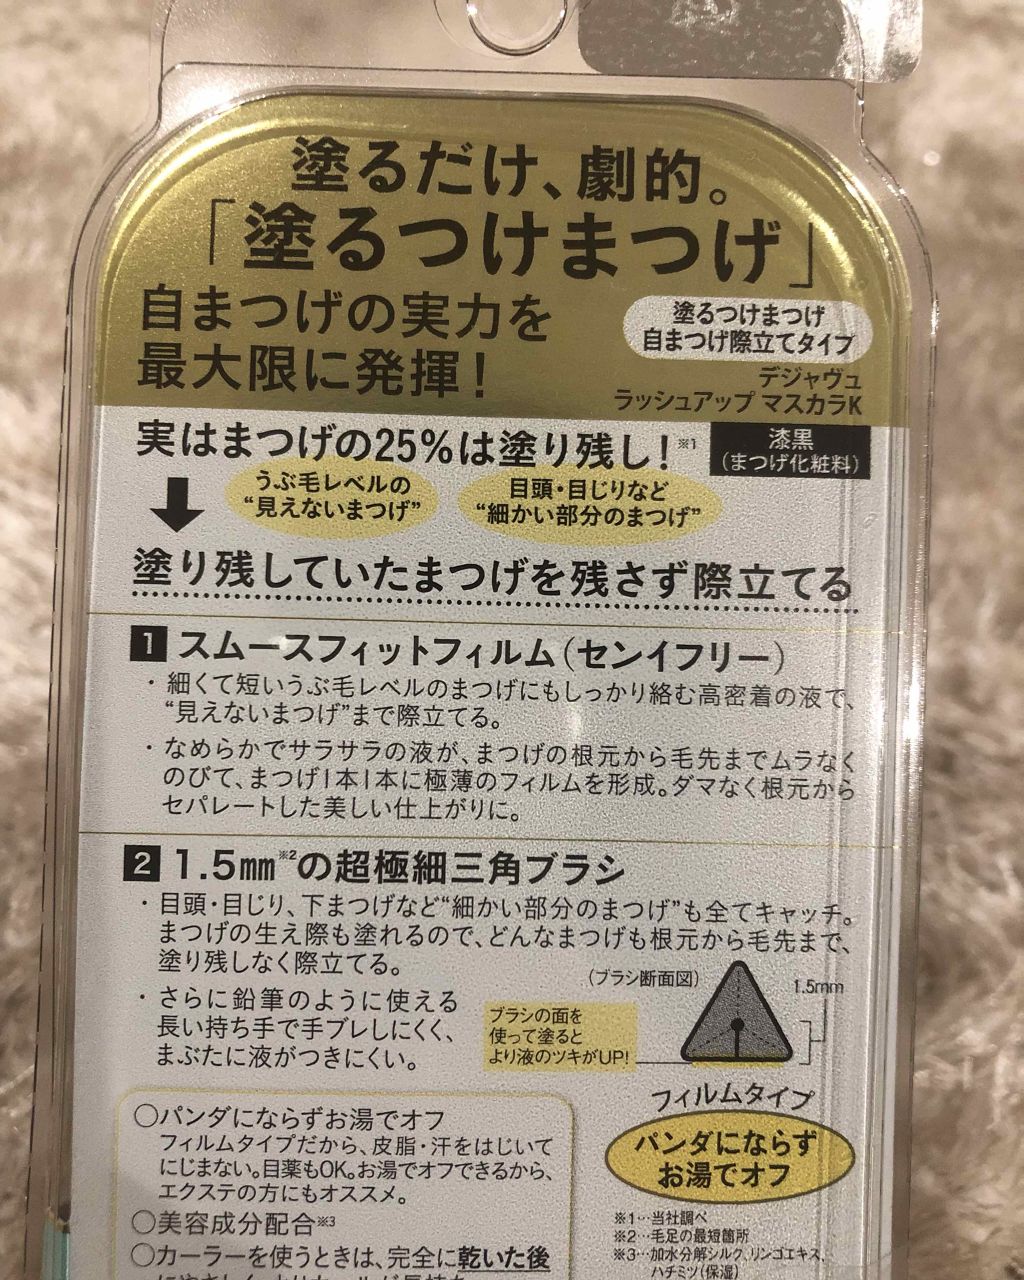 塗るだけ、劇的。
「塗るつけまつげ」
自まつげの実力を
最大限に発揮！
塗るつけまつげ
自まつげ際立てタイプ
デジャヴュ
ラッシュアップ マスカラK
漆黒
(まつげ化粧料)
実はまつげの25%は塗り残し！※1
うぶ毛レベルの
“見えないまつげ”
目頭・目じりなど
“細かい部分のまつげ”
塗り残していたまつげを残さず際立てる
1 スムースフィットフィルム(センイフリー)
・細くて短いうぶ毛レベルのまつげにもしっかり絡む高密着の液で、
“見えないまつげ”まで際立てる。
・なめらかでサラサラの液が、まつげの根元から毛先までムラなく
のびて、まつげ1本1本に極薄のフィルムを形成。ダマなく根元から
セパレートした美しい仕上がりに。
2 1.5mm※2の超極細三角ブラシ
・目頭・目じり、下まつげなど“細かい部分のまつげ”も全てキャッチ。
まつげの生え際も塗れるので、どんなまつげも根元から毛先まで、
塗り残しなく際立てる。
・さらに鉛筆のように使える
長い持ち手で手ブレしにくく、
まぶたに液がつきにくい。
(ブラシ断面図)
1.5mm
ブラシの面を
使って塗ると
より液のツキがUP!
○パンダにならずお湯でオフ
フィルムタイプだから、皮脂・汗をはじいて
にじまない。目薬もOK。お湯でオフできるから、
エクステの方にもオススメ。
○美容成分配合※3
○カーラーを使うときは、完全に乾いた後
フィルムタイプ
パンダにならず
お湯でオフ
※1…当社調べ
※2…毛足の最短箇所
※3…加水分解シルク、リンゴエキス、
ハチミツ(保湿)